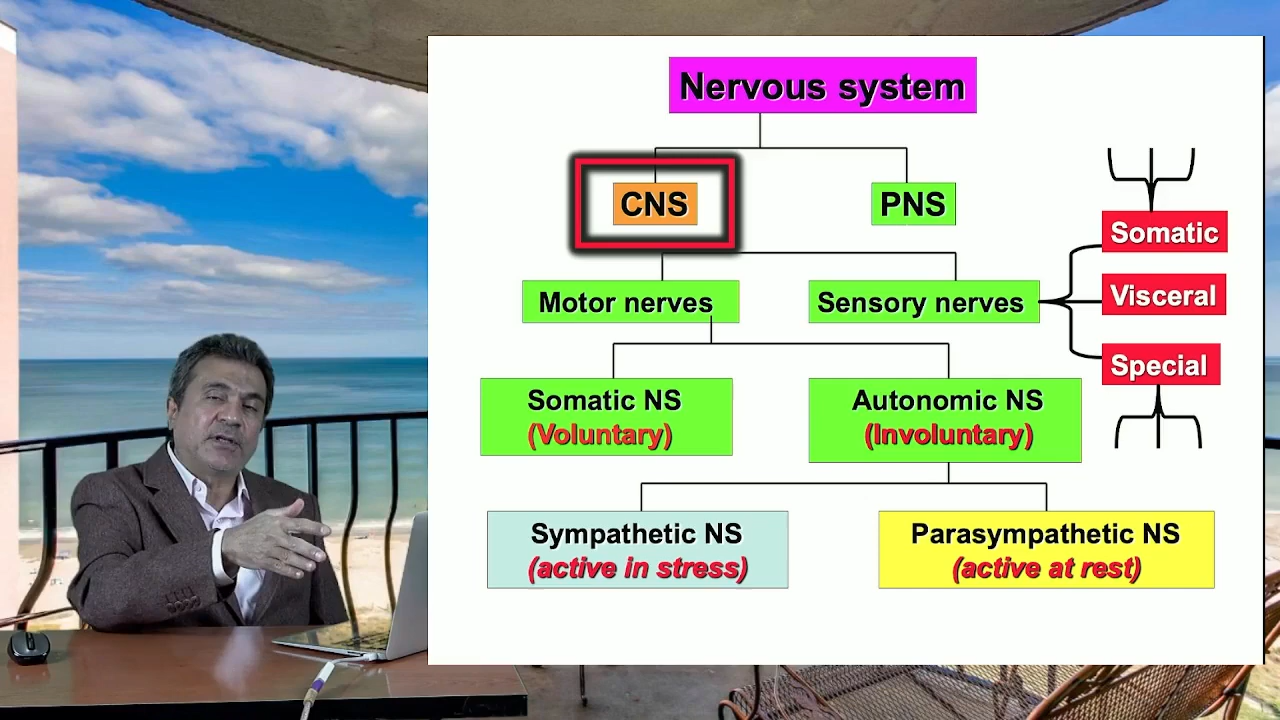 Nervous system
CNS
PNS
Somatic
Motor nerves
Sensory nerves
Visceral
Special
Somatic NS
(Voluntary)
Autonomic NS
(Involuntary)
Sympathetic NS
(active in stress)
Parasympathetic NS
(active at rest)